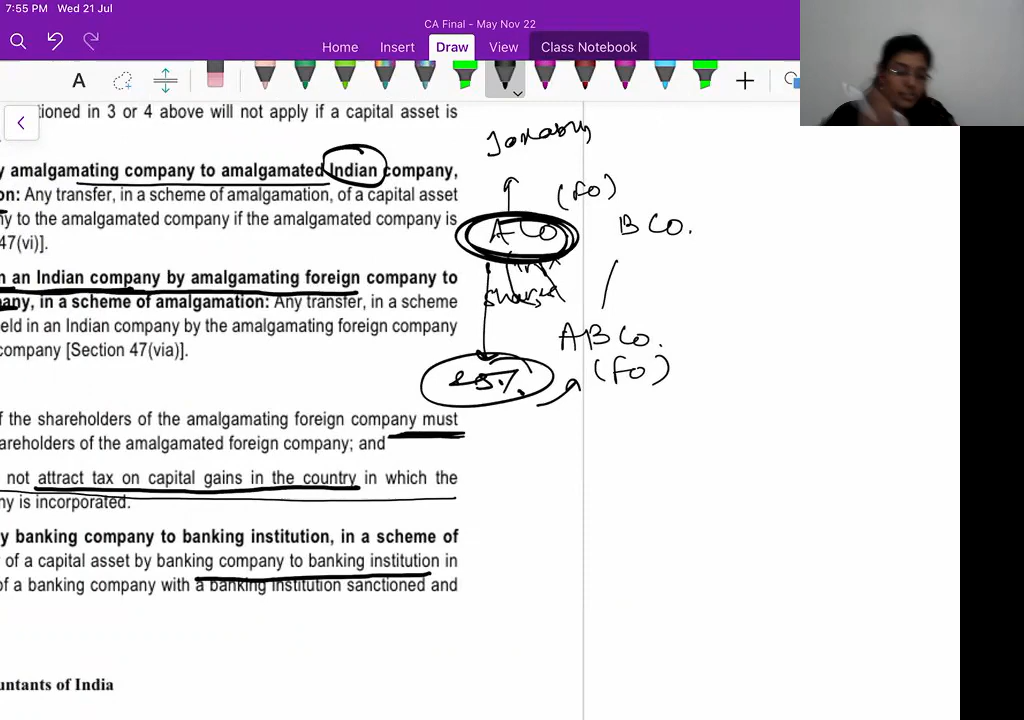 7:55 PM Wed 21 Jul
CA Final - May Nov 22
Home Insert Draw View Class Notebook
A
tioned in 3 or 4 above will not apply if a capital asset is
y amalgamating company to amalgamated Indian company,
on: Any transfer, in a scheme of amalgamation, of a capital asset
ny to the amalgamated company if the amalgamated company is
47(vi)].
n an Indian company by amalgamating foreign company to
any, in a scheme of amalgamation: Any transfer, in a scheme
eld in an Indian company by the amalgamating foreign company
company [Section 47(via)].
f the shareholders of the amalgamating foreign company must
areholders of the amalgamated foreign company; and
not attract tax on capital gains in the country in which the
ny is incorporated.
y banking company to banking institution, in a scheme of
of a capital asset by banking company to banking institution in
of a banking company with a banking institution sanctioned and
untants of India
(FO)
A CO
B CO.
shares
A B CO.
(FO)
25%